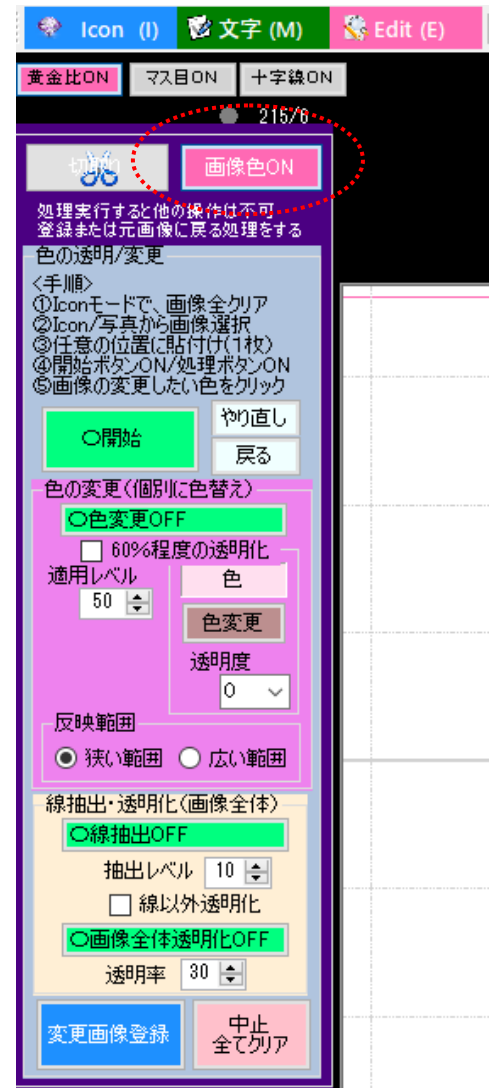 Icon (I) 文字 (M) Edit (E)
黄金比ON マス目ON 十字線ON
215/6
切取り 画像色ON
処理実行すると他の操作は不可
登録または元画像に戻る処理をする
色の透明/変更
<手順>
①Iconモードで、画像全クリア
②Icon/写真から画像選択
③任意の位置に貼付け(1枚)
④開始ボタンON/処理ボタンON
⑤画像の変更したい色をクリック
〇開始 やり直し
戻る
色の変更(個別に色替え)
〇色変更OFF
60%程度の透明化
適用レベル 色
50
色変更
透明度
0
反映範囲
狭い範囲 広い範囲
線抽出・透明化(画像全体)
〇線抽出OFF
抽出レベル 10
線以外透明化
〇画像全体透明化OFF
透明率 30
変更画像登録 中止
全てクリア